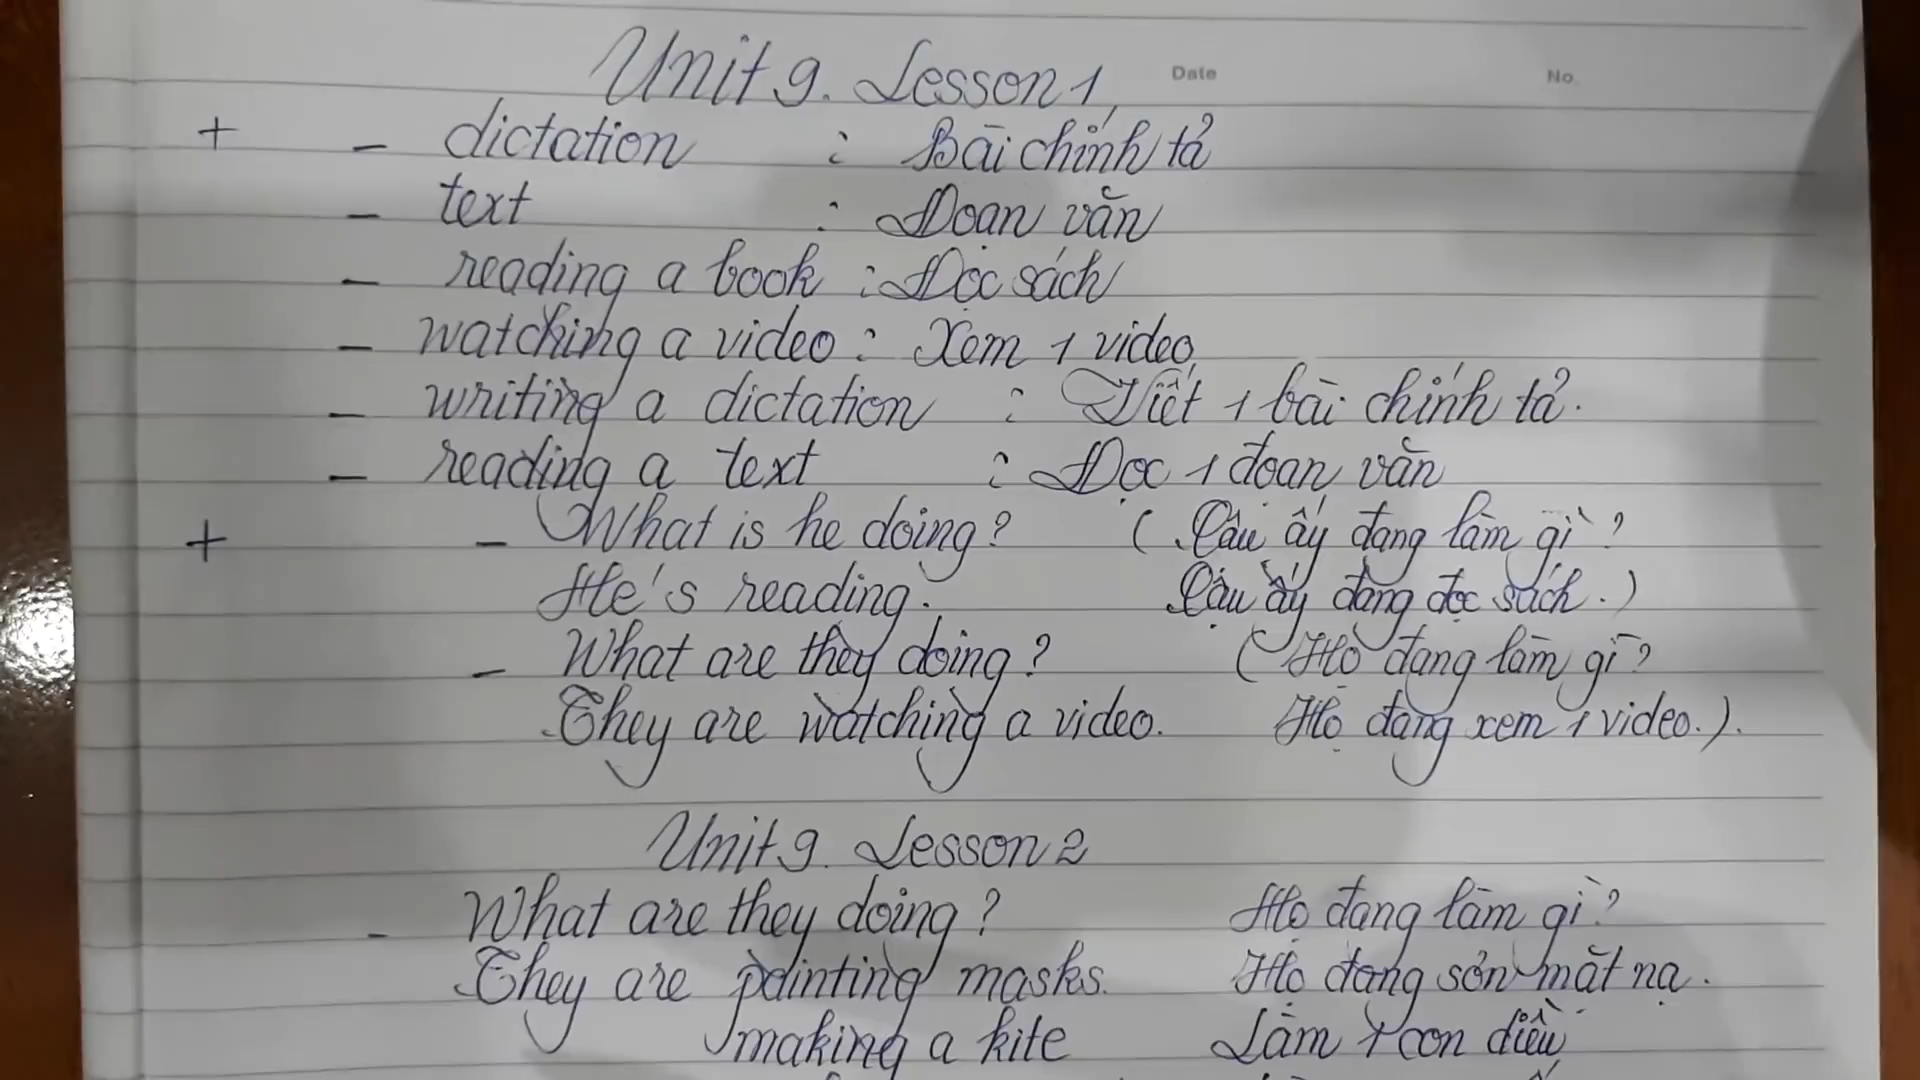 Unit 9. Lesson 1
Date No.
+ - dictation : Bài chính tả
- text : Đoạn văn
- reading a book : Đọc sách
- watching a video : Xem 1 video
- writing a dictation : Viết 1 bài chính tả.
- reading a text : Đọc 1 đoạn văn
+ - What is he doing? ( Cậu ấy đang làm gì?
He's reading. Cậu ấy đang đọc sách.)
- What are they doing? ( Họ đang làm gì?
They are watching a video. Họ đang xem 1 video.).
Unit 9. Lesson 2
- What are they doing? Họ đang làm gì?
They are painting masks. Họ đang sơn mặt nạ.
making a kite Làm 1 con diều